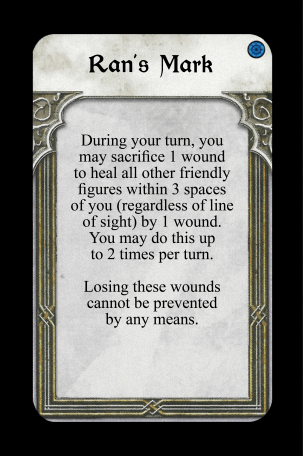 Ran's Mark
During your turn, you
may sacrifice 1 wound
to heal all other friendly
figures within 3 spaces
of you (regardless of line
of sight) by 1 wound.
You may do this up
to 2 times per turn.
Losing these wounds
cannot be prevented
by any means.